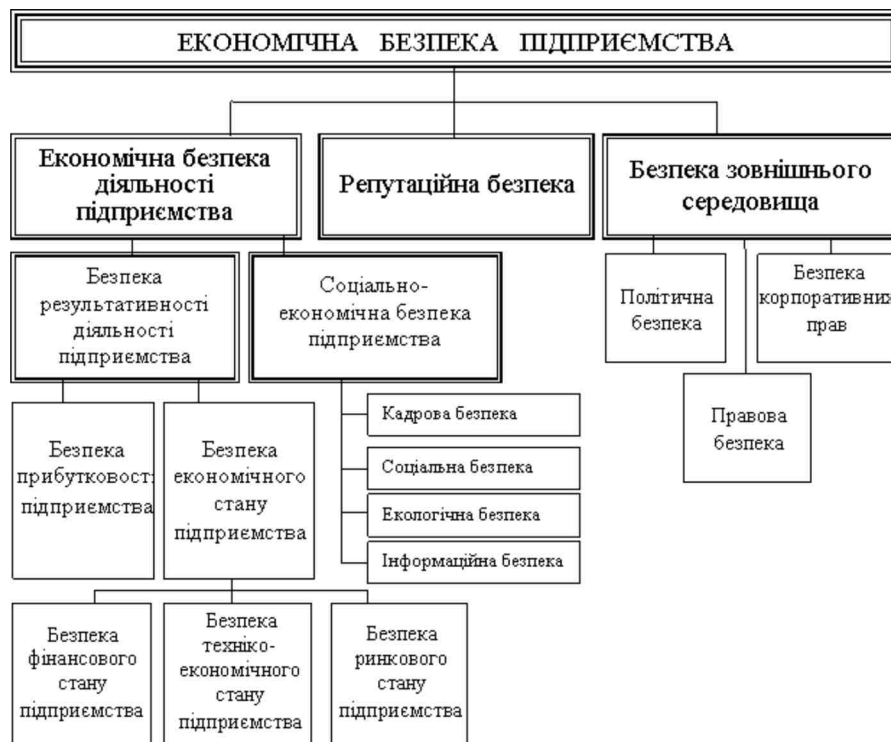 ЕКОНОМІЧНА БЕЗПЕКА ПІДПРИЄМСТВА
Економічна безпека
діяльності
підприємства
Репутаційна безпека
Безпека зовнішнього
середовища
Безпека
результативності
діяльності
підприємства
Соціально-
економічна безпека
підприємства
Політична
безпека
Безпека
корпоративних
прав
Правова
безпека
Кадрова безпека
Соціальна безпека
Екологічна безпека
Інформаційна безпека
Безпека
прибутковості
підприємства
Безпека
економічного
стану
підприємства
Безпека
фінансового
стану
підприємства
Безпека
техніко-
економічного
стану
підприємства
Безпека
ринкового
стану
підприємства